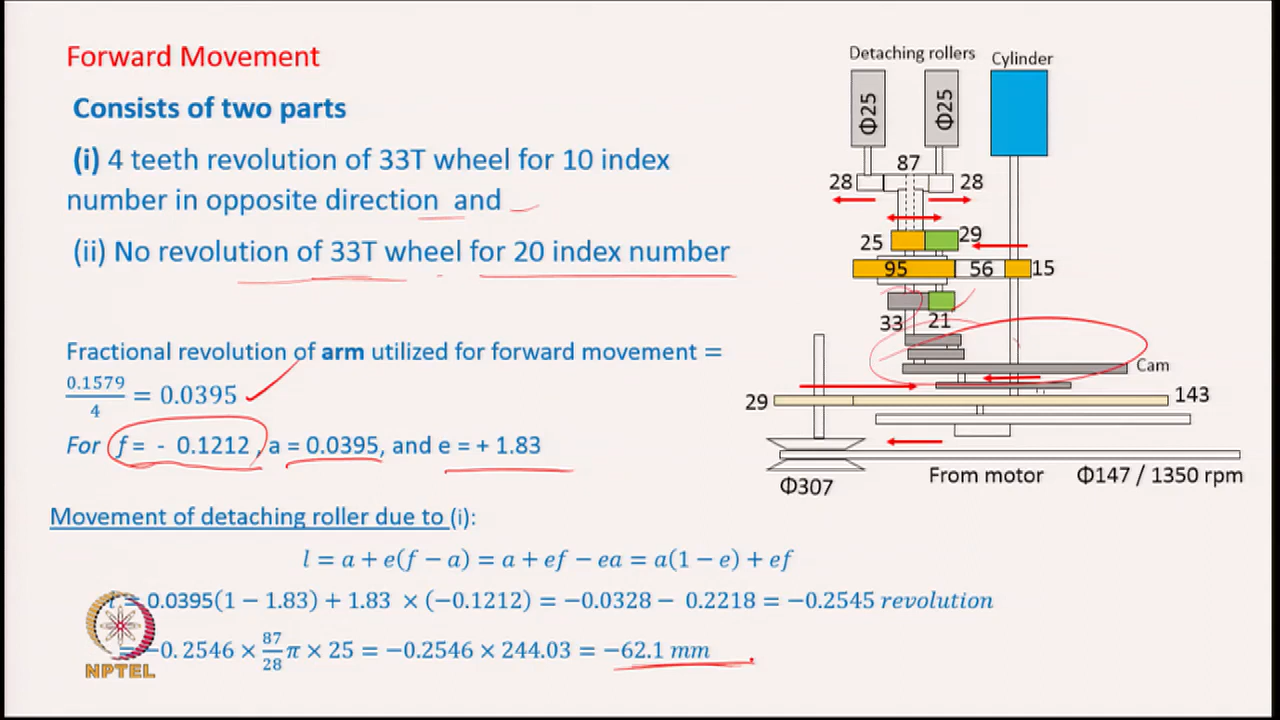 Forward Movement
Consists of two parts
(i) 4 teeth revolution of 33T wheel for 10 index
number in opposite direction and
(ii) No revolution of 33T wheel for 20 index number
Fractional revolution of arm utilized for forward movement =
0.1579/4 = 0.0395
For f = - 0.1212 , a = 0.0395, and e = + 1.83
Movement of detaching roller due to (i):
l = a + e(f − a) = a + ef − ea = a(1 − e) + ef
= 0.0395(1 − 1.83) + 1.83 × (−0.1212) = −0.0328 − 0.2218 = −0.2545 revolution
−0.2546 × 87/28 π × 25 = −0.2546 × 244.03 = −62.1 mm
NPTEL
Detaching rollers
Cylinder
Φ25
Φ25
87
28
28
25
29
95
56
15
33
21
Cam
29
143
From motor
Φ147 / 1350 rpm
Φ307